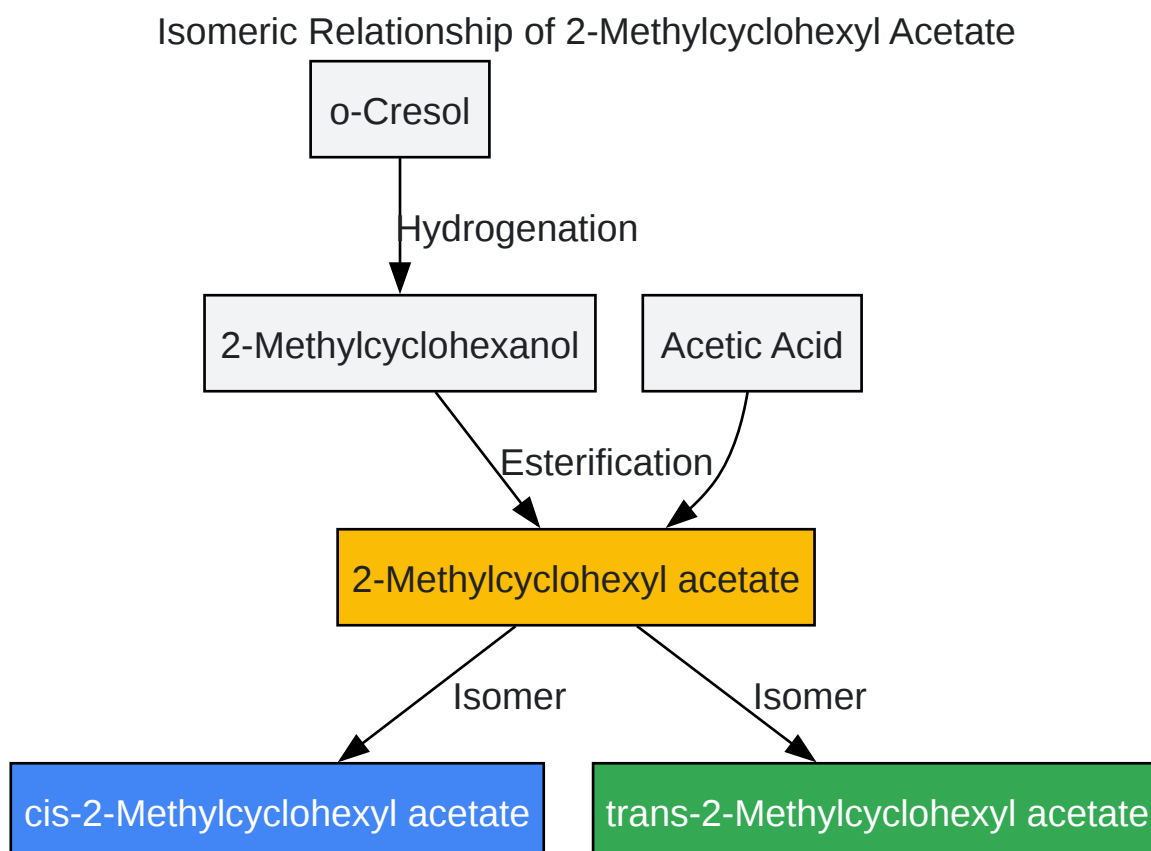 Isomeric Relationship of 2-Methylcyclohexyl Acetate
o-Cresol
Hydrogenation
2-Methylcyclohexanol
Acetic Acid
Esterification
2-Methylcyclohexyl acetate
Isomer
Isomer
cis-2-Methylcyclohexyl acetate
trans-2-Methylcyclohexyl acetate